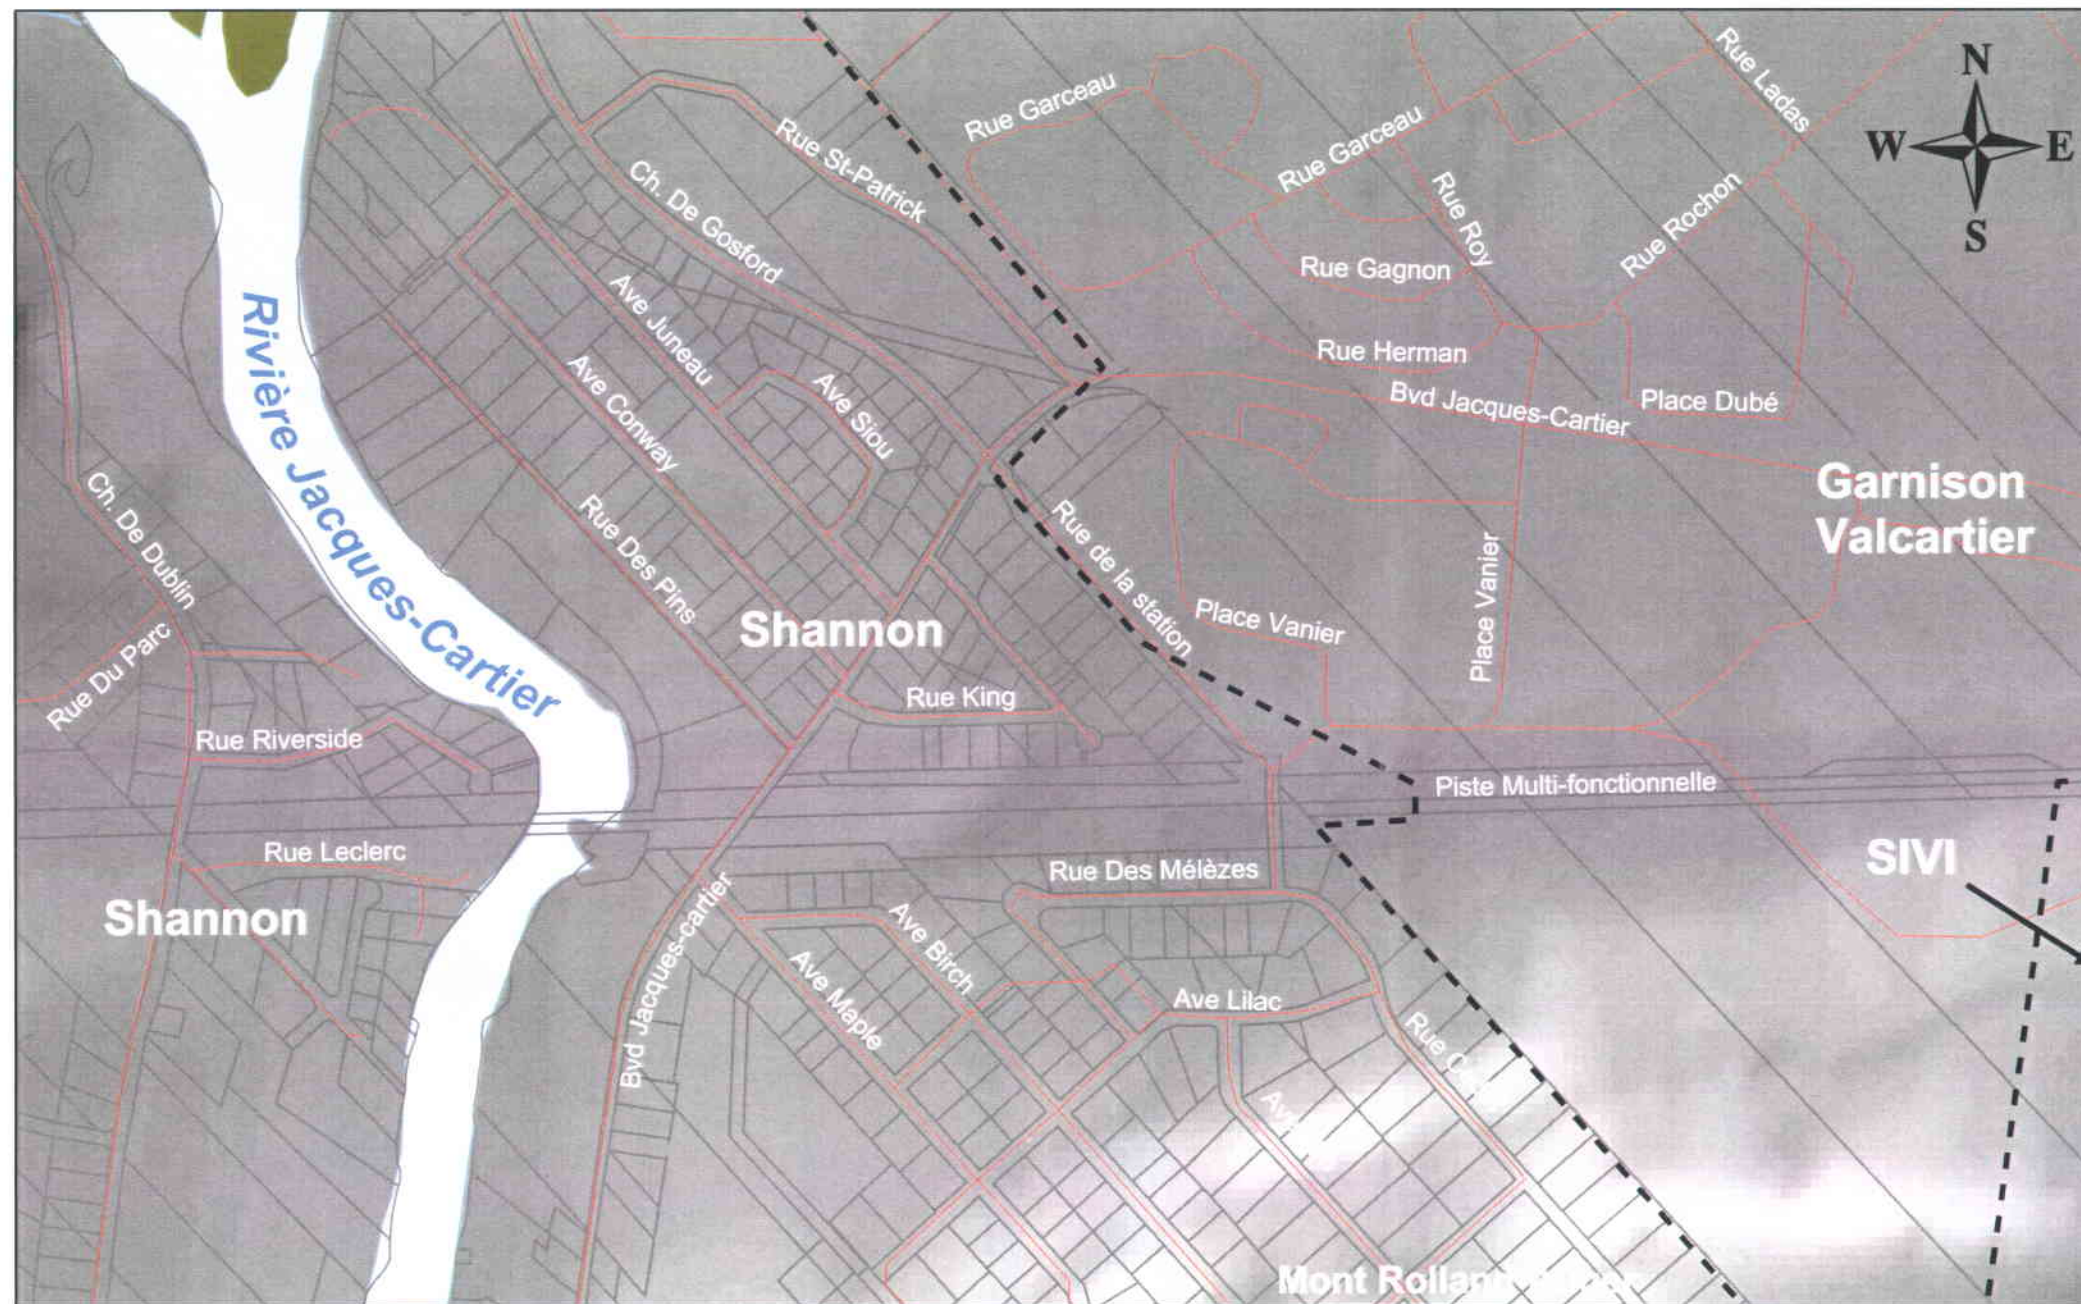 Rue Ladas
N
W
E
S
Rue Garceau
Rue Garceau
Rue St-Patrick
Ch. De Gosford
Rue Roy
Rue Rochon
Rue Gagnon
Ave Juneau
Rivière Jacques-Cartier
Rue Herman
Ave Conway
Ave Siou
Bvd Jacques-Cartier
Place Dubé
Garnison
Valcartier
Ch. De Dublin
Rue Des Pins
Rue de la station
Place Vanier
Place Vanier
Shannon
Rue Du Parc
Rue King
Rue Riverside
Piste Multi-fonctionnelle
Rue Leclerc
SIVI
Rue Des Mélèzes
Shannon
Bvd Jacques-cartier
Ave Birch
Ave Maple
Ave Lilac
Rue
Mont